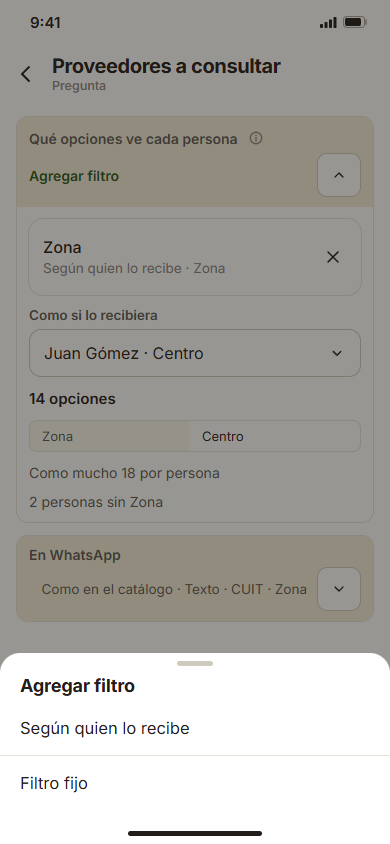 9:41
Proveedores a consultar
Pregunta
Qué opciones ve cada persona
Agregar filtro
Zona
Según quien lo recibe · Zona
Como si lo recibiera
Juan Gómez · Centro
14 opciones
Zona Centro
Como mucho 18 por persona
2 personas sin Zona
En WhatsApp
Como en el catálogo · Texto · CUIT · Zona
Agregar filtro
Según quien lo recibe
Filtro fijo